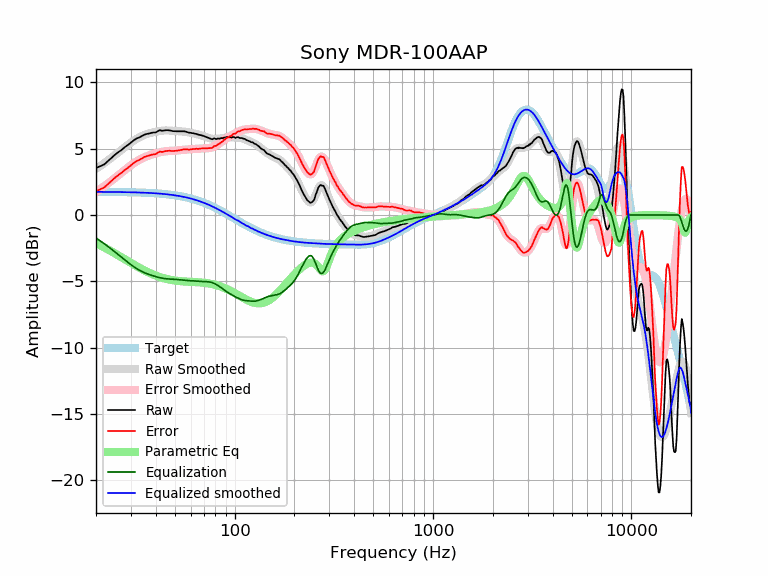 Sony MDR-100AAP
10
5
0
−5
−10
−15
−20
Amplitude (dBr)
Target
Raw Smoothed
Error Smoothed
Raw
Error
Parametric Eq
Equalization
Equalized smoothed
100
1000
10000
Frequency (Hz)